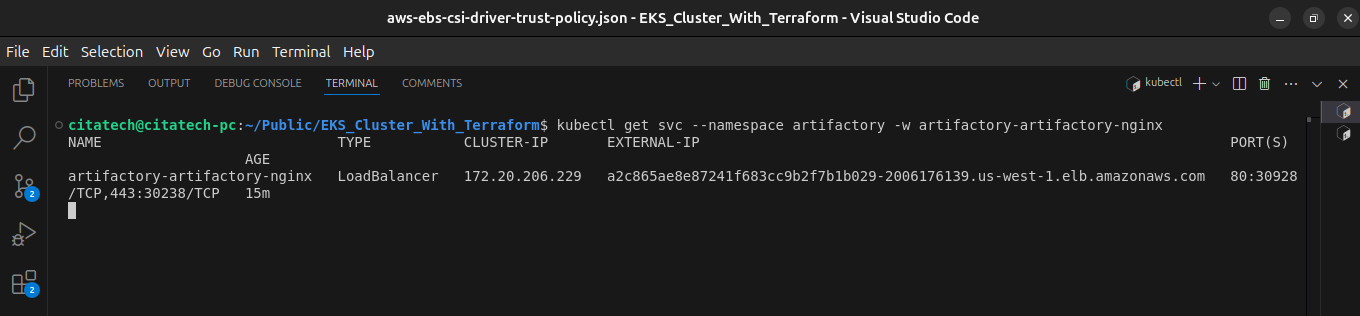 aws-ebs-csi-driver-trust-policy.json - EKS_Cluster_With_Terraform - Visual Studio Code
File Edit Selection View Go Run Terminal Help
PROBLEMS OUTPUT DEBUG CONSOLE TERMINAL COMMENTS kubectl
citatech@citatech-pc:~/Public/EKS_Cluster_With_Terraform$ kubectl get svc --namespace artifactory -w artifactory-artifactory-nginx
NAME TYPE CLUSTER-IP EXTERNAL-IP PORT(S)
AGE
artifactory-artifactory-nginx LoadBalancer 172.20.206.229 a2c865ae8e87241f683cc9b2f7b1b029-2006176139.us-west-1.elb.amazonaws.com 80:30928
/TCP,443:30238/TCP 15m
2
2